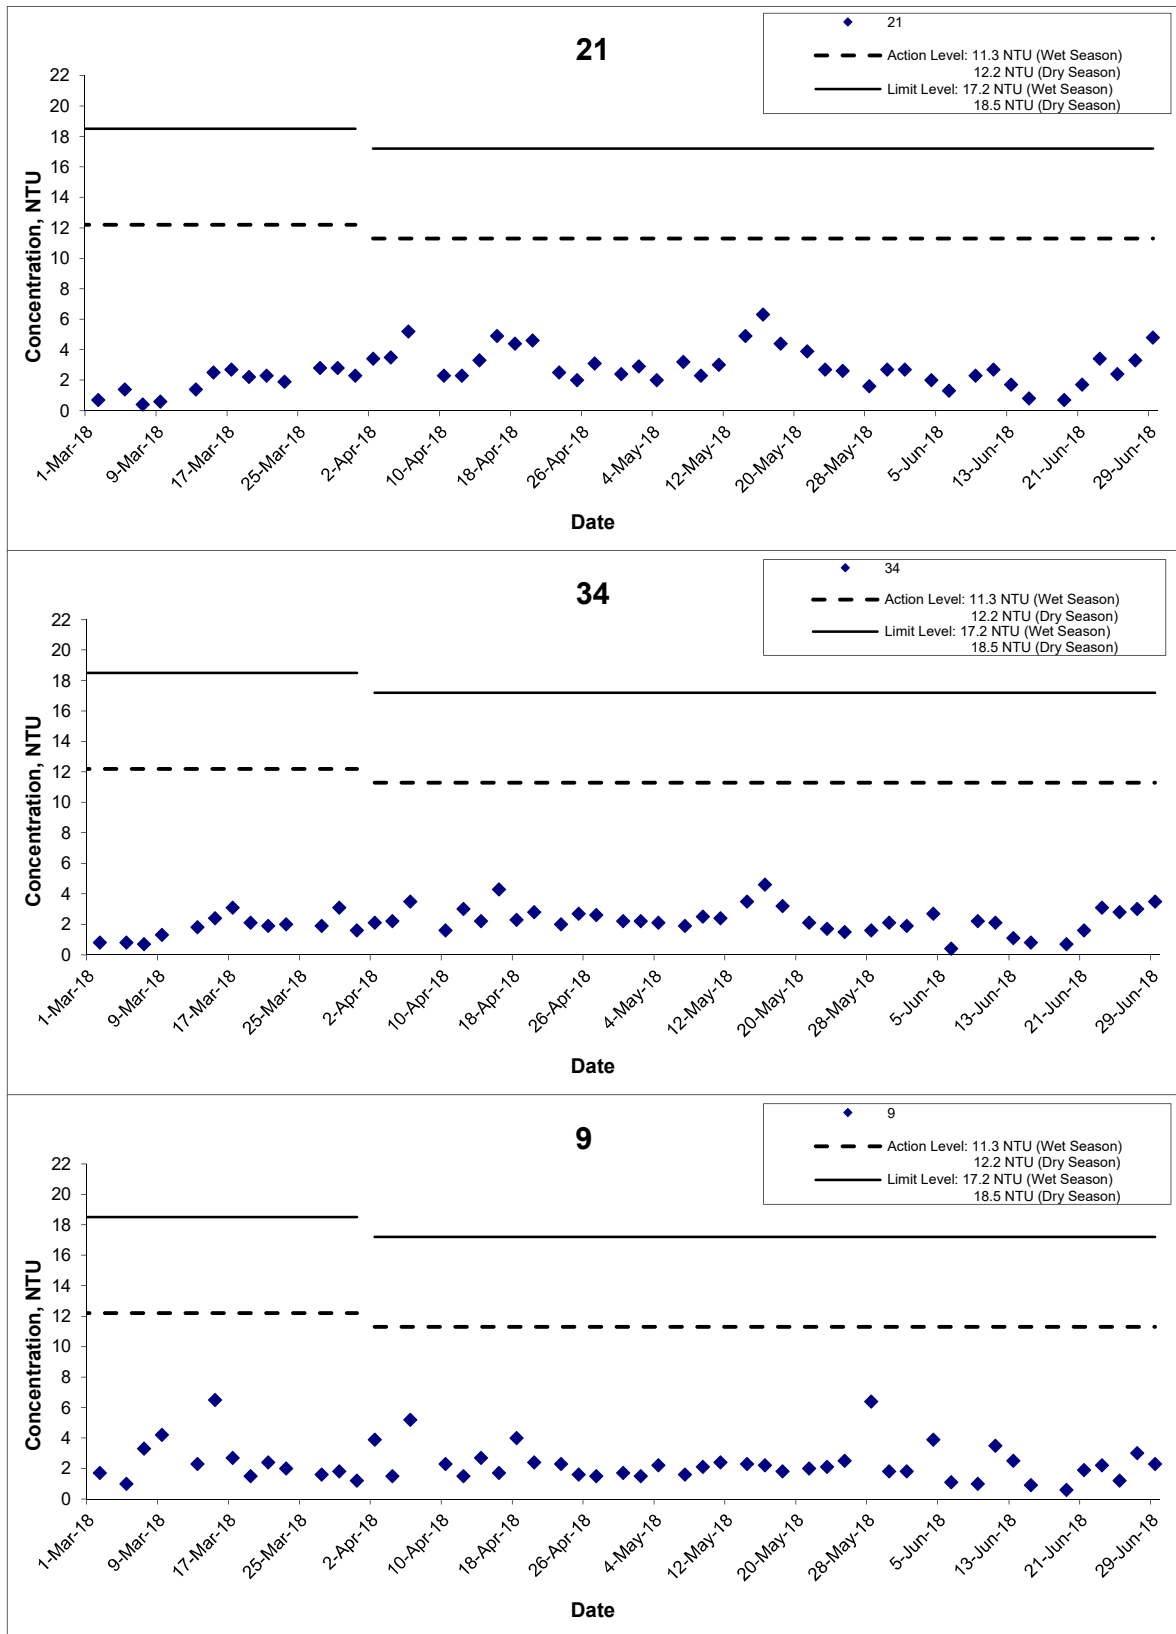 21
21
Action Level: 11.3 NTU (Wet Season)
12.2 NTU (Dry Season)
Limit Level: 17.2 NTU (Wet Season)
18.5 NTU (Dry Season)
Concentration, NTU
22
20
18
16
14
12
10
8
6
4
2
0
1-Mar-18
9-Mar-18
17-Mar-18
25-Mar-18
2-Apr-18
10-Apr-18
18-Apr-18
26-Apr-18
4-May-18
12-May-18
20-May-18
28-May-18
5-Jun-18
13-Jun-18
21-Jun-18
29-Jun-18
Date
34
34
Action Level: 11.3 NTU (Wet Season)
12.2 NTU (Dry Season)
Limit Level: 17.2 NTU (Wet Season)
18.5 NTU (Dry Season)
Concentration, NTU
22
20
18
16
14
12
10
8
6
4
2
0
1-Mar-18
9-Mar-18
17-Mar-18
25-Mar-18
2-Apr-18
10-Apr-18
18-Apr-18
26-Apr-18
4-May-18
12-May-18
20-May-18
28-May-18
5-Jun-18
13-Jun-18
21-Jun-18
29-Jun-18
Date
9
9
Action Level: 11.3 NTU (Wet Season)
12.2 NTU (Dry Season)
Limit Level: 17.2 NTU (Wet Season)
18.5 NTU (Dry Season)
Concentration, NTU
22
20
18
16
14
12
10
8
6
4
2
0
1-Mar-18
9-Mar-18
17-Mar-18
25-Mar-18
2-Apr-18
10-Apr-18
18-Apr-18
26-Apr-18
4-May-18
12-May-18
20-May-18
28-May-18
5-Jun-18
13-Jun-18
21-Jun-18
29-Jun-18
Date